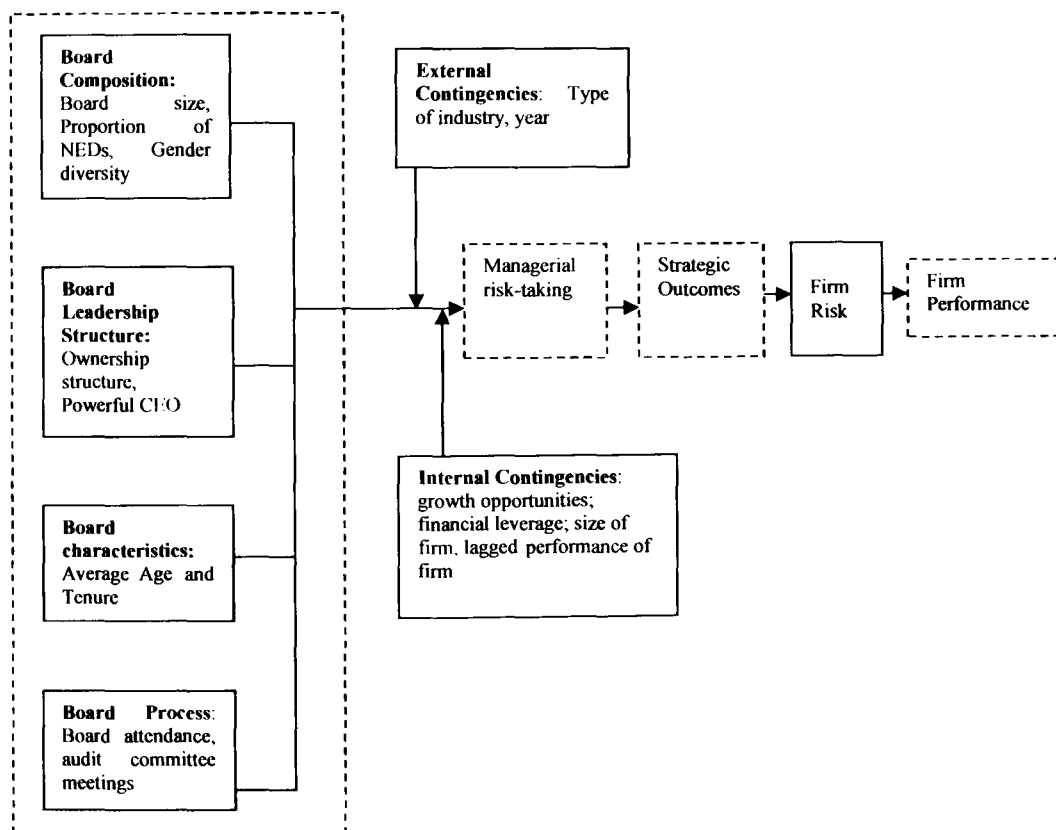 Board
Composition:
Board size,
Proportion of
NEDs, Gender
diversity
External
Contingencies: Type
of industry, year
Managerial
risk-taking
Strategic
Outcomes
Firm
Risk
Firm
Performance
Board
Leadership
Structure:
Ownership
structure,
Powerful CEO
Internal Contingencies:
growth opportunities;
financial leverage; size of
firm, lagged performance of
firm
Board
characteristics:
Average Age and
Tenure
Board Process:
Board attendance,
audit committee
meetings